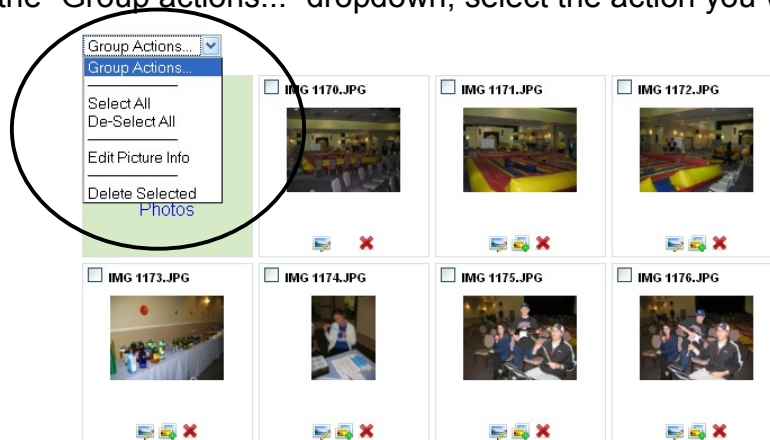 the "Group actions..." dropdown, select the action you
Group Actions...
Group Actions...
Select All
De-Select All
Edit Picture Info
Delete Selected
Photos
IMG 1170.JPG
IMG 1171.JPG
IMG 1172.JPG
IMG 1173.JPG
IMG 1174.JPG
IMG 1175.JPG
IMG 1176.JPG